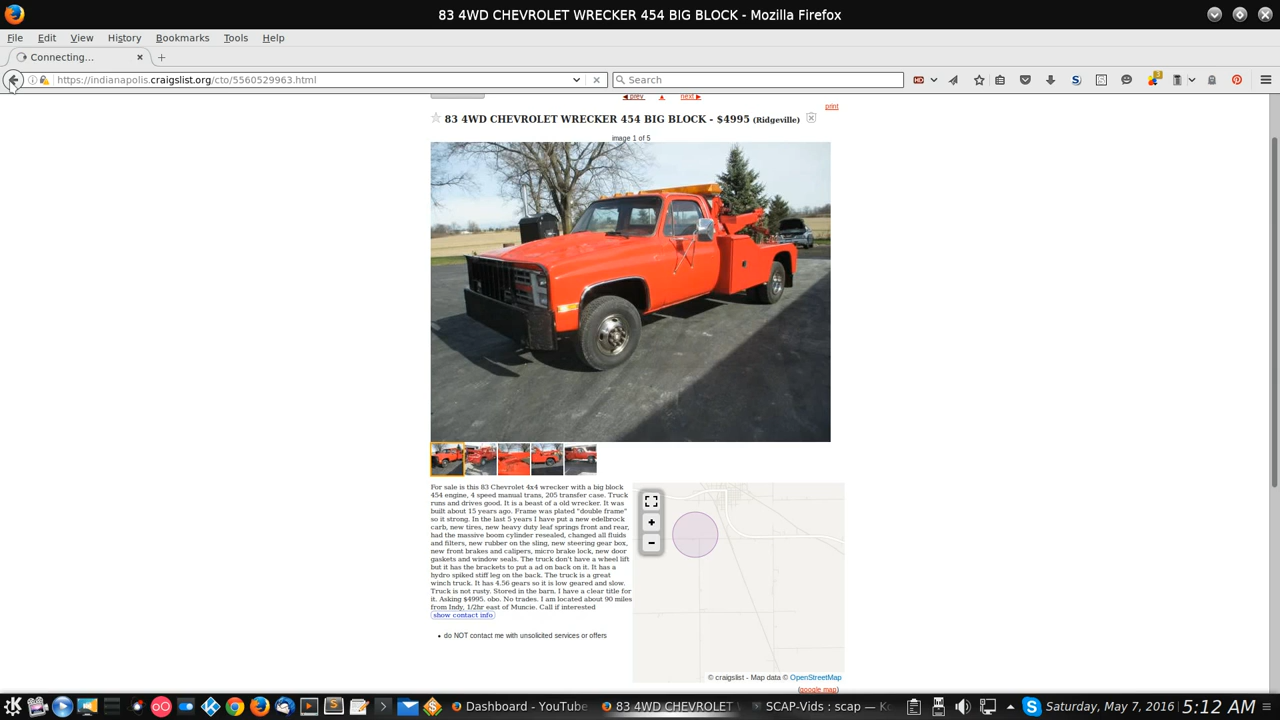 83 4WD CHEVROLET WRECKER 454 BIG BLOCK - Mozilla Firefox
File Edit View History Bookmarks Tools Help
Connecting...
https://indianapolis.craigslist.org/cto/5560529963.html
Search
3
◀ prev ▲ next ▶
print
83 4WD CHEVROLET WRECKER 454 BIG BLOCK - $4995 (Ridgeville)
image 1 of 5
For sale is this 83 Chevrolet 4x4 wrecker with a big block
454 engine, 4 speed manual trans, 205 transfer case. Truck
runs and drives good. It is a beast of a old wrecker. It was
built about 15 years ago. Frame was plated "double frame"
so it strong. In the last 5 years I have put a new edelbrock
carb, new tires, new heavy duty leaf springs front and rear,
had the massive boom cylinder resealed, changed all fluids
and filters, new rubber on the sling, new steering gear box,
new front brakes and calipers, micro brake lock, new door
gaskets and window seals. The truck don't have a wheel lift
but it has the brackets to put a ad on back on it. It has a
hydro spiked stiff leg on the back. The truck is a great
winch truck. It has 4.56 gears so it is low geared and slow.
Truck is not rusty. Stored in the barn. I have a clear title for
it. Asking $4995. obo. No trades. I am located about 90 miles
from Indy, 1/2hr east of Muncie. Call if interested
show contact info
• do NOT contact me with unsolicited services or offers
+
−
© craigslist - Map data © OpenStreetMap
(google map)
Dashboard - YouTube
83 4WD CHEVROLET
SCAP-Vids : scap — Ko
Saturday, May 7, 2016
5:12 AM